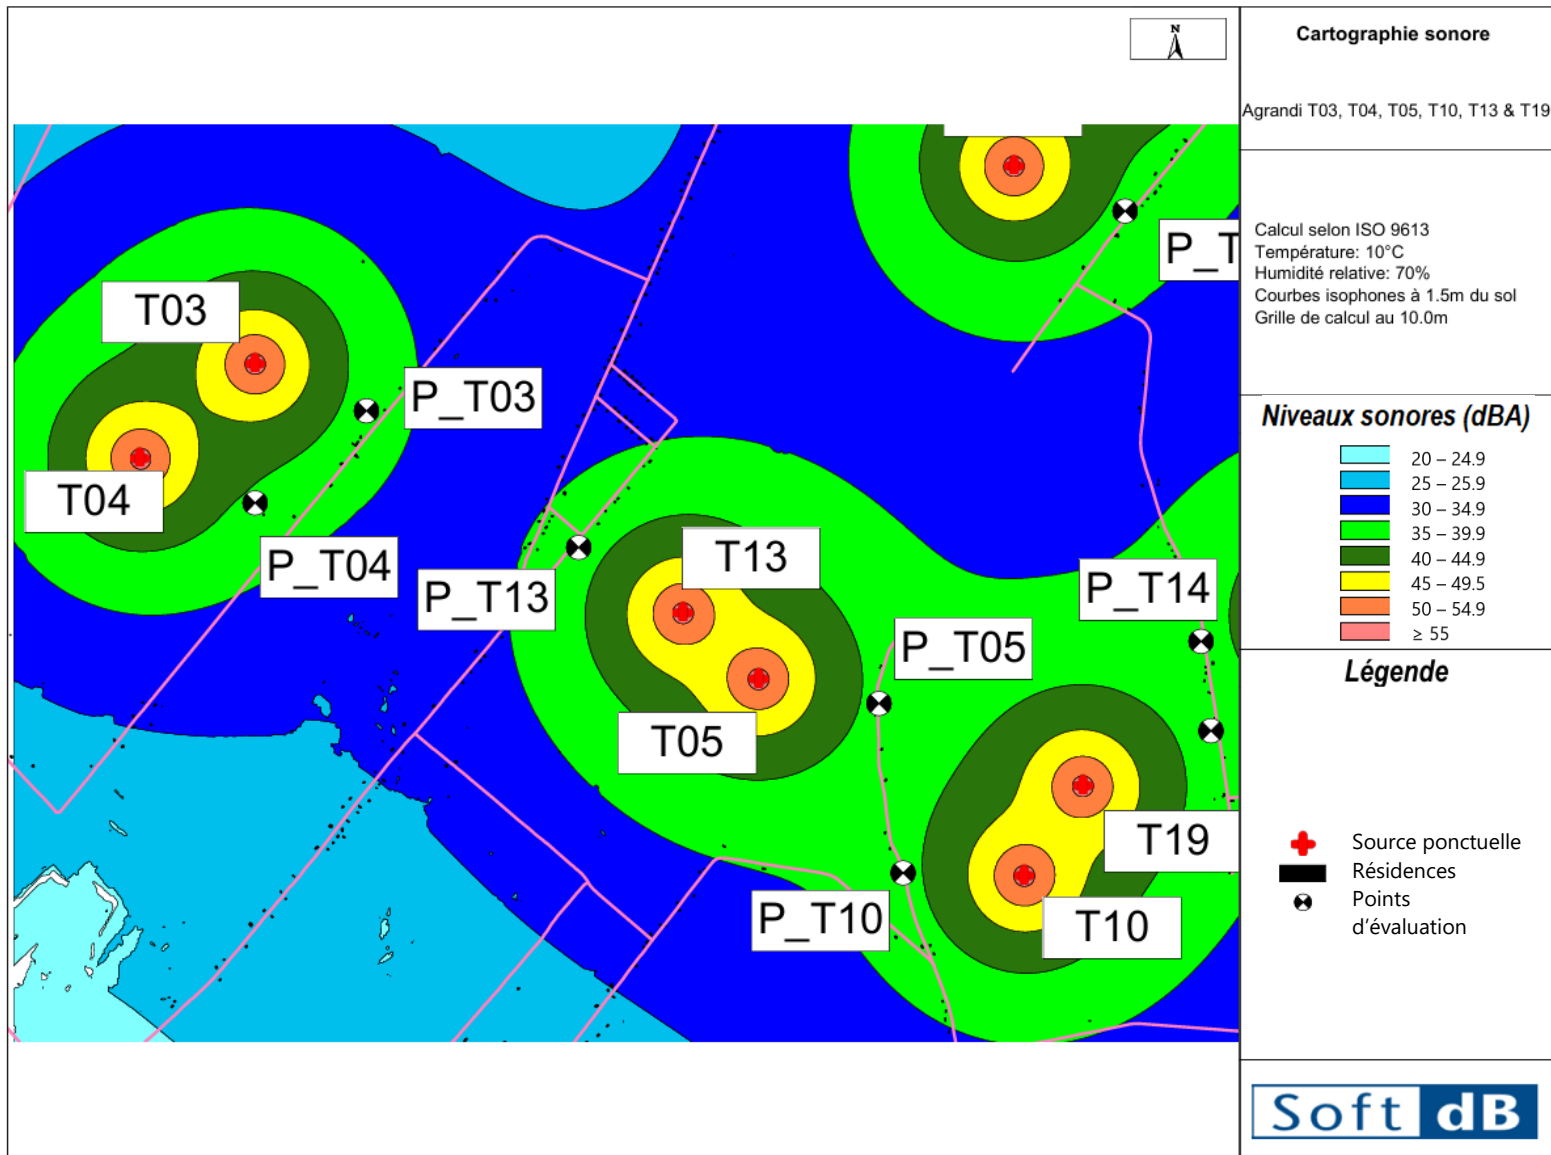 N
Cartographie sonore
Agrandi T03, T04, T05, T10, T13 & T19
Calcul selon ISO 9613
Température: 10°C
Humidité relative: 70%
Courbes isophones à 1.5m du sol
Grille de calcul au 10.0m
Niveaux sonores (dBA)
20 – 24.9
25 – 25.9
30 – 34.9
35 – 39.9
40 – 44.9
45 – 49.5
50 – 54.9
≥ 55
Légende
Source ponctuelle
Résidences
Points
d'évaluation
Soft dB
P_T
T03
P_T03
T04
P_T04
T13
P_T13
P_T14
P_T05
T05
T19
P_T10
T10